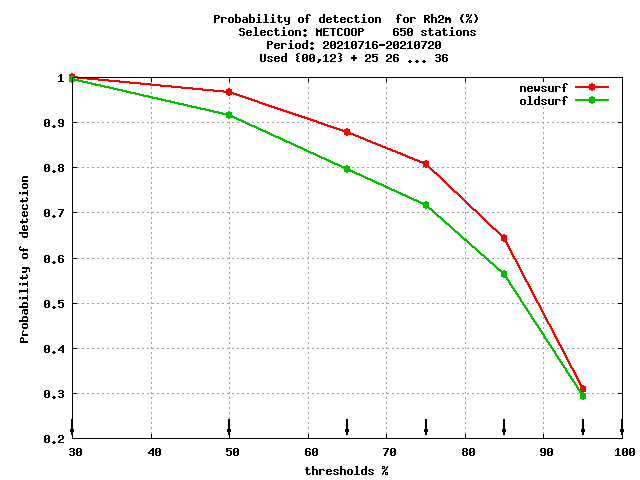 Probability of detection  for Rh2m (%)
Selection: METCOOP    650 stations
Period: 20210716-20210720
Used {00,12} + 25 26 ... 36
newsurf
oldsurf
Probability of detection
1
0.9
0.8
0.7
0.6
0.5
0.4
0.3
0.2
30 40 50 60 70 80 90 100
thresholds %